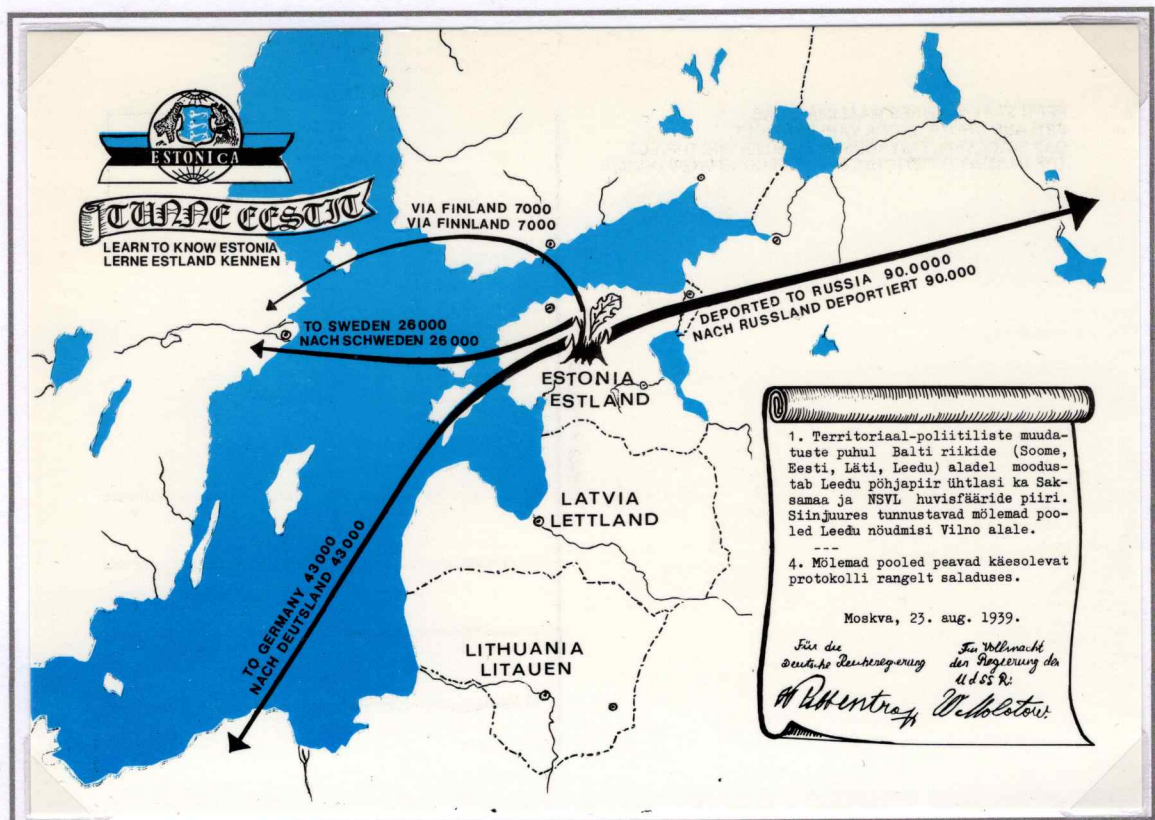 ESTONICA
TUNNE EESTIT
LEARN TO KNOW ESTONIA
LERNE ESTLAND KENNEN
VIA FINLAND 7000
VIA FINNLAND 7000
TO SWEDEN 26000
NACH SCHWEDEN 26000
DEPORTED TO RUSSIA 90.0000
NACH RUSSLAND DEPORTIERT 90.000
ESTONIA
ESTLAND
LATVIA
LETTLAND
TO GERMANY 43000
NACH DEUTSLAND 43000
LITHUANIA
LITAUEN
1. Territoriaal-poliitiliste muuda-
tuste puhul Balti riikide (Soome,
Eesti, Läti, Leedu) aladel moodus-
tab Leedu põhjapiir ühtlasi ka Sak-
samaa ja NSVL huvisfääride piiri.
Siinjuures tunnustavad mõlemad poo-
led Leedu nõudmisi Vilno alale.
---
4. Mõlemad pooled peavad käesolevat
protokolli rangelt saladuses.
Moskva, 23. aug. 1939.
Für die
Deutsche Reichsregierung
In Vollmacht
der Regierung der
UdSSR:
Ribbentrop
W. Molotow.